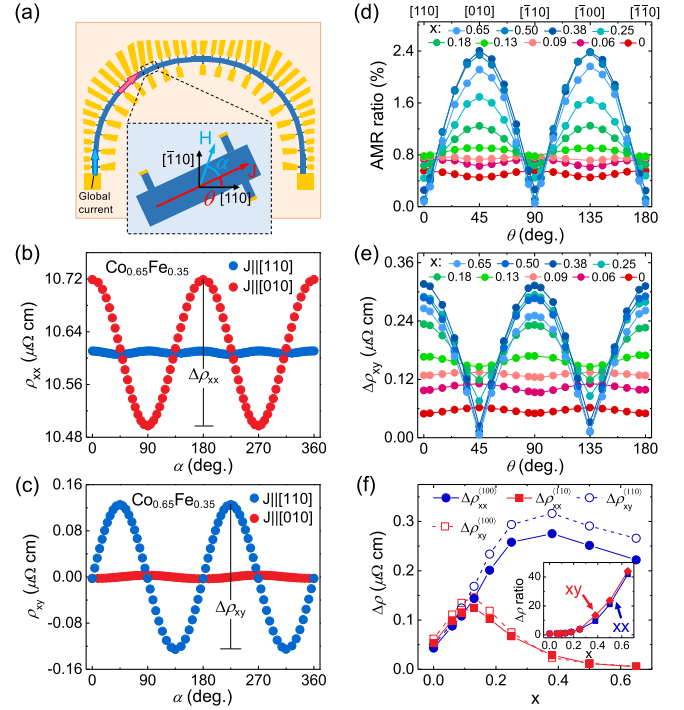 (a)
H
[1̄10]
α
J
θ
[110]
Global
current
(b)
Co0.65Fe0.35
J||[110]
J||[010]
10.72
10.64
10.56
10.48
ρxx (μΩ cm)
Δρxx
0 90 180 270 360
α (deg.)
(c)
Co0.65Fe0.35
J||[110]
J||[010]
0.16
0.08
0.00
-0.08
-0.16
ρxy (μΩ cm)
Δρxy
0 90 180 270 360
α (deg.)
(d)
[110] [010] [1̄10] [1̄00] [1̄1̄0]
x: 0.65 0.50 0.38 0.25
0.18 0.13 0.09 0.06 0
2.4
1.8
1.2
0.6
0.0
AMR ratio (%)
0 45 90 135 180
θ (deg.)
(e)
x: 0.65 0.50 0.38 0.25
0.18 0.13 0.09 0.06 0
0.36
0.24
0.12
0.00
Δρxy (μΩ cm)
0 45 90 135 180
θ (deg.)
(f)
Δρxx(100) Δρxx(110) Δρxy(110)
Δρxy(100)
0.3
0.2
0.1
0.0
Δρ (μΩ cm)
0.0 0.2 0.4 0.6
x
40
20
0
Δρ ratio
xy
xx
0.0 0.2 0.4 0.6
x